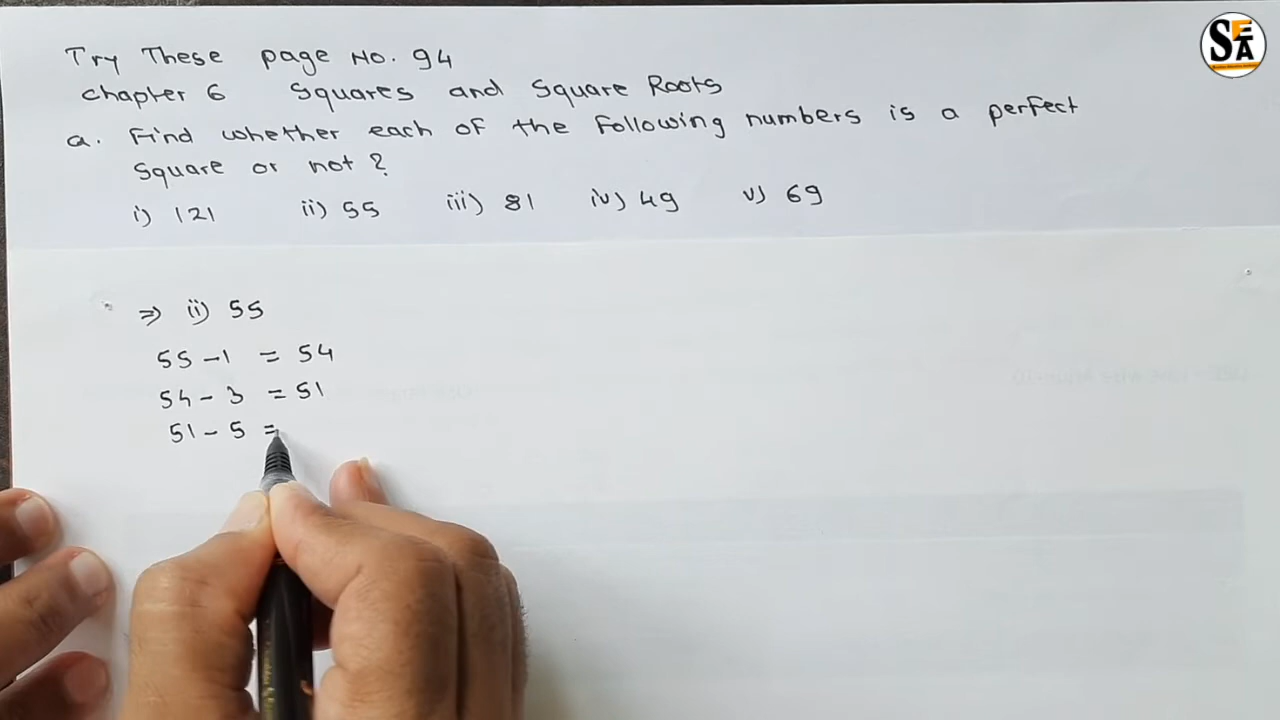 Try These page No. 94
Chapter 6 Squares and Square Roots
a. Find whether each of the following numbers is a perfect
square or not?
i) 121 ii) 55 iii) 81 iv) 49 v) 69
⇒ (ii) 55
55 - 1 = 54
54 - 3 = 51
51 - 5 =
SETA